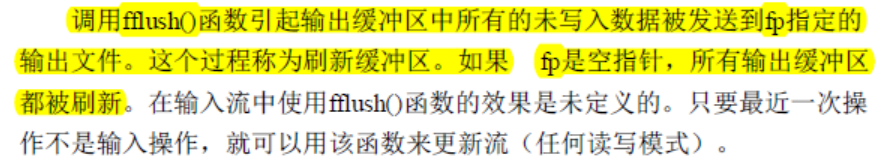 调用fflush()函数引起输出缓冲区中所有的未写入数据被发送到fp指定的
输出文件。这个过程称为刷新缓冲区。如果 fp是空指针，所有输出缓冲区
都被刷新。在输入流中使用fflush()函数的效果是未定义的。只要最近一次操
作不是输入操作，就可以用该函数来更新流（任何读写模式）。